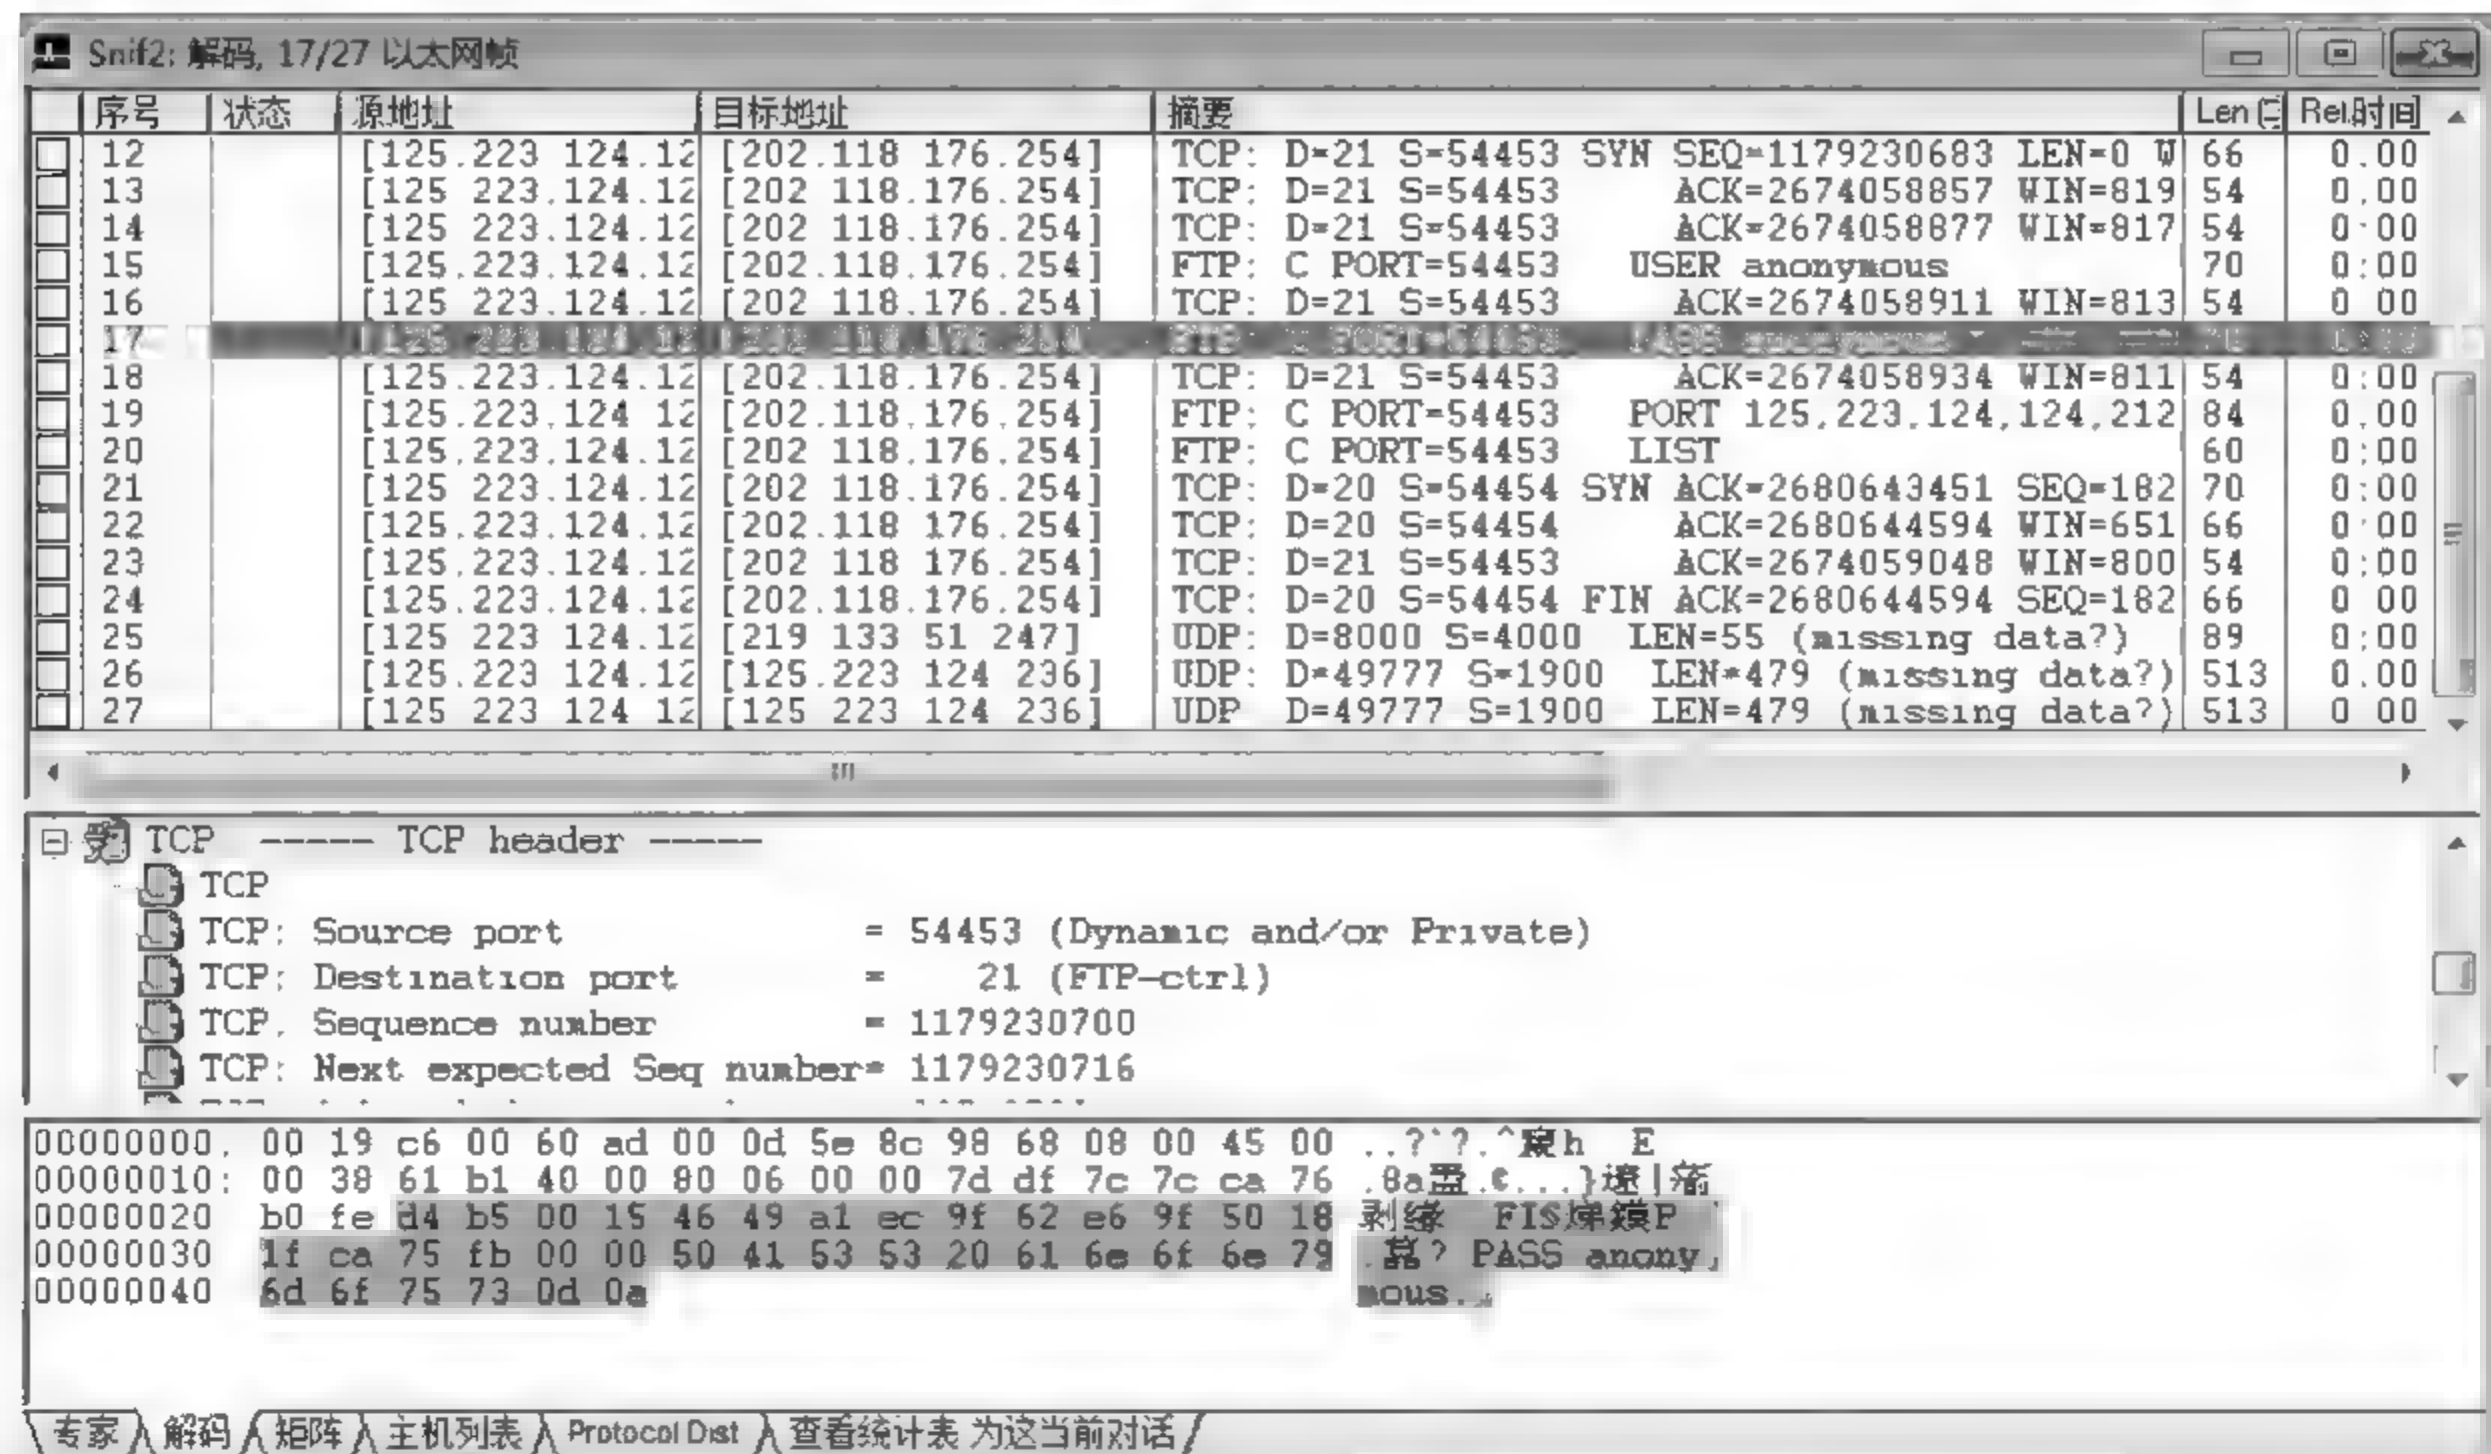 Snif2: 解码, 17/27 以太网帧
序号 状态 源地址 目标地址 摘要 Len Rel.时间
12 [125.223 124.12 [202.118 176.254] TCP: D=21 S=54453 SYN SEQ=1179230683 LEN=0 W 66 0.00
13 [125 223.124.12 [202 118.176.254] TCP: D=21 S=54453 ACK=2674058857 WIN=819 54 0.00
14 [125 223.124.12 [202 118.176.254] TCP: D=21 S=54453 ACK=2674058877 WIN=817 54 0:00
15 [125.223.124.12 [202.118.176.254] FTP: C PORT=54453 USER anonymous 70 0:00
16 [125 223.124.12 [202 118.176.254] TCP: D=21 S=54453 ACK=2674058911 WIN=813 54 0 00
17 PASS anonymous
18 [125.223.124.12 [202.118.176.254] TCP: D=21 S=54453 ACK=2674058934 WIN=811 54 0:00
19 [125.223.124 12 [202.118.176.254] FTP: C PORT=54453 PORT 125,223,124,124,212 84 0.00
20 [125.223.124.12 [202 118.176.254] FTP: C PORT=54453 LIST 60 0:00
21 [125 223.124.12 [202 118.176.254] TCP: D=20 S=54454 SYN ACK=2680643451 SEQ=182 70 0:00
22 [125.223.124.12 [202.118 176.254] TCP: D=20 S=54454 ACK=2680644594 WIN=651 66 0:00
23 [125.223.124.12 [202.118 176.254] TCP: D=21 S=54453 ACK=2674059048 WIN=800 54 0:00
24 [125.223.124.12 [202.118.176.254] TCP: D=20 S=54454 FIN ACK=2680644594 SEQ=182 66 0 00
25 [125 223 124.12 [219 133 51 247] UDP: D=8000 S=4000 LEN=55 (missing data?) 89 0:00
26 [125.223 124.12 [125.223 124 236] UDP: D=49777 S=1900 LEN=479 (missing data?) 513 0.00
27 [125 223 124 12 [125 223 124 236] UDP D=49777 S=1900 LEN=479 (missing data?) 513 0 00
TCP ----- TCP header -----
TCP
TCP: Source port = 54453 (Dynamic and/or Private)
TCP: Destination port = 21 (FTP-ctrl)
TCP. Sequence number = 1179230700
TCP: Next expected Seq number= 1179230716
00000000. 00 19 c6 00 60 ad 00 0d 5e 8c 98 68 08 00 45 00 ..?`?.^h E
00000010: 00 38 61 b1 40 00 80 06 00 00 7d df 7c 7c ca 76 .8a
00000020 b0 fe d4 b5 00 15 46 49 a1 ec 9f 62 e6 9f 50 18 剥缘 FI P
00000030 1f ca 75 fb 00 00 50 41 53 53 20 61 6e 6f 6e 79 ? PASS anony
00000040 6d 6f 75 73 0d 0a mous..
专家 解码 矩阵 主机列表 Protocol Dist 查看统计表 为这当前对话